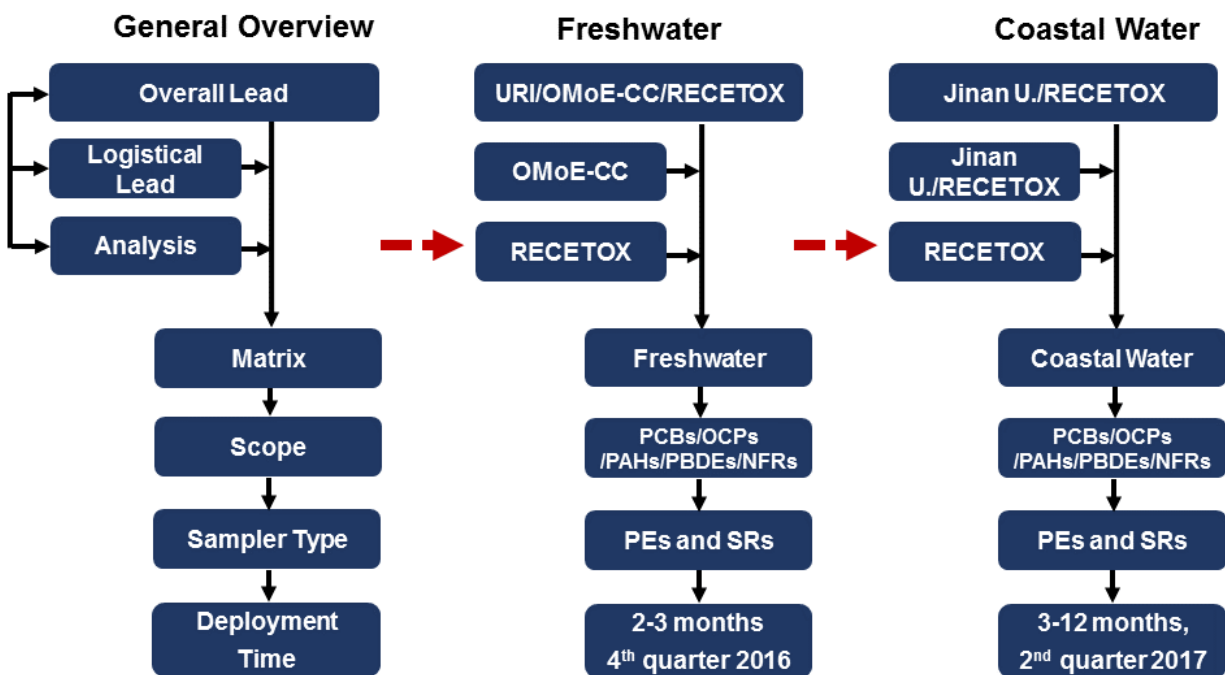 General Overview
Overall Lead
Logistical
Lead
Analysis
Matrix
Scope
Sampler Type
Deployment
Time
Freshwater
URI/OMoE-CC/RECETOX
OMoE-CC
RECETOX
Freshwater
PCBs/OCPs
/PAHs/PBDEs/NFRs
PEs and SRs
2-3 months
4th quarter 2016
Coastal Water
Jinan U./RECETOX
Jinan
U./RECETOX
RECETOX
Coastal Water
PCBs/OCPs
/PAHs/PBDEs/NFRs
PEs and SRs
3-12 months,
2nd quarter 2017